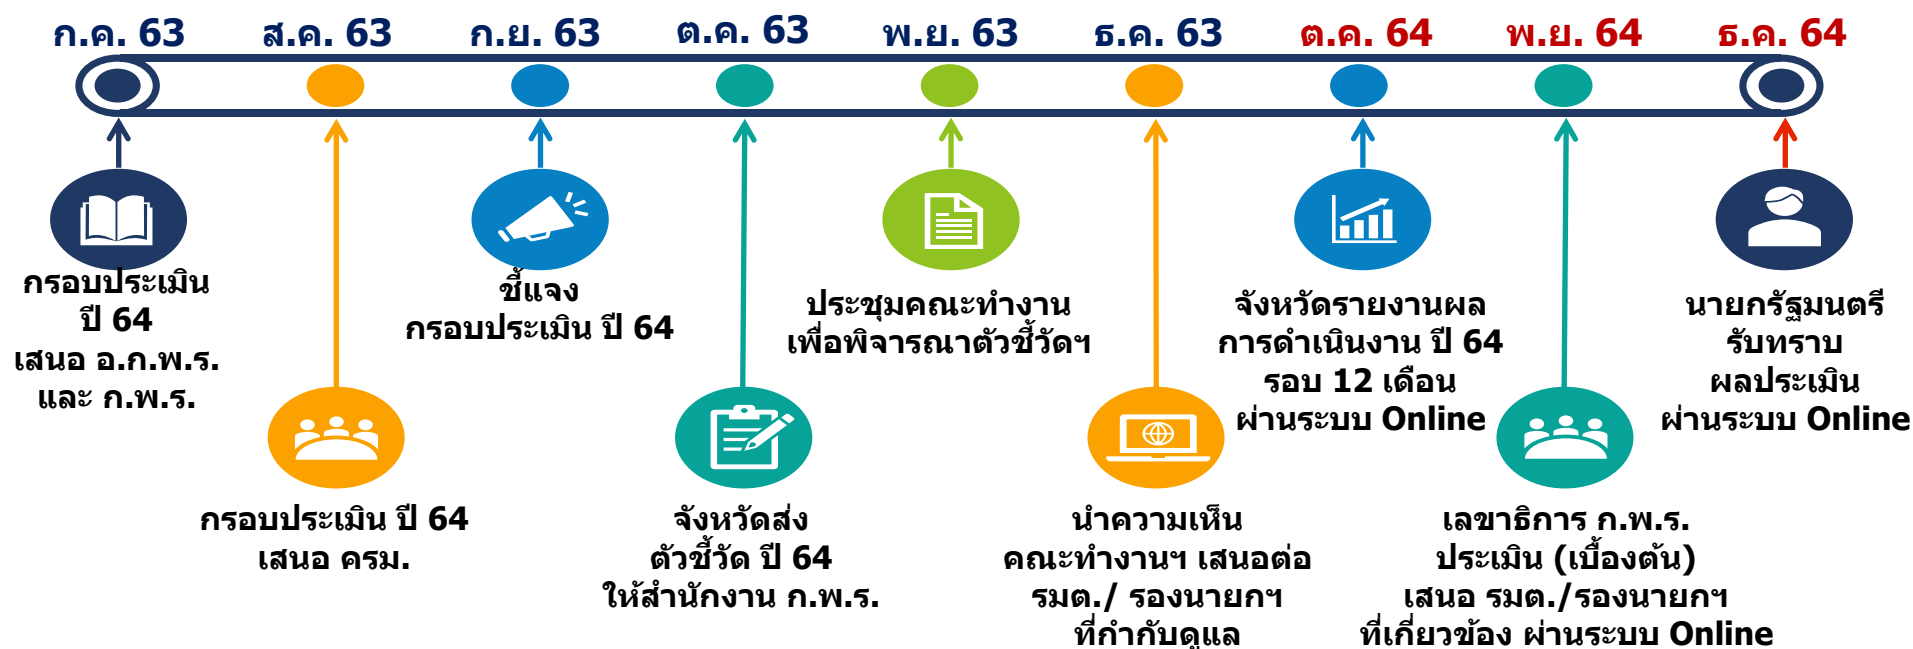 ก.ค. 63
ส.ค. 63
ก.ย. 63
ต.ค. 63
พ.ย. 63
ธ.ค. 63
ต.ค. 64
พ.ย. 64
ธ.ค. 64
กรอบประเมิน
ปี 64
เสนอ อ.ก.พ.ร.
และ ก.พ.ร.
กรอบประเมิน ปี 64
เสนอ ครม.
ชี้แจง
กรอบประเมิน ปี 64
จังหวัดส่ง
ตัวชี้วัด ปี 64
ให้สำนักงาน ก.พ.ร.
ประชุมคณะทำงาน
เพื่อพิจารณาตัวชี้วัดฯ
นำความเห็น
คณะทำงานฯ เสนอต่อ
รมต./ รองนายกฯ
ที่กำกับดูแล
จังหวัดรายงานผล
การดำเนินงาน ปี 64
รอบ 12 เดือน
ผ่านระบบ Online
เลขาธิการ ก.พ.ร.
ประเมิน (เบื้องต้น)
เสนอ รมต./รองนายกฯ
ที่เกี่ยวข้อง ผ่านระบบ Online
นายกรัฐมนตรี
รับทราบ
ผลประเมิน
ผ่านระบบ Online